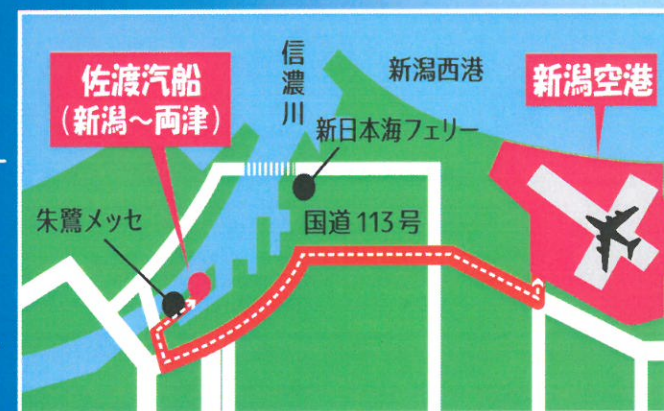 佐渡汽船
（新潟～両津）
信濃川
新潟西港
新潟空港
新日本海フェリー
朱鷺メッセ
国道113号